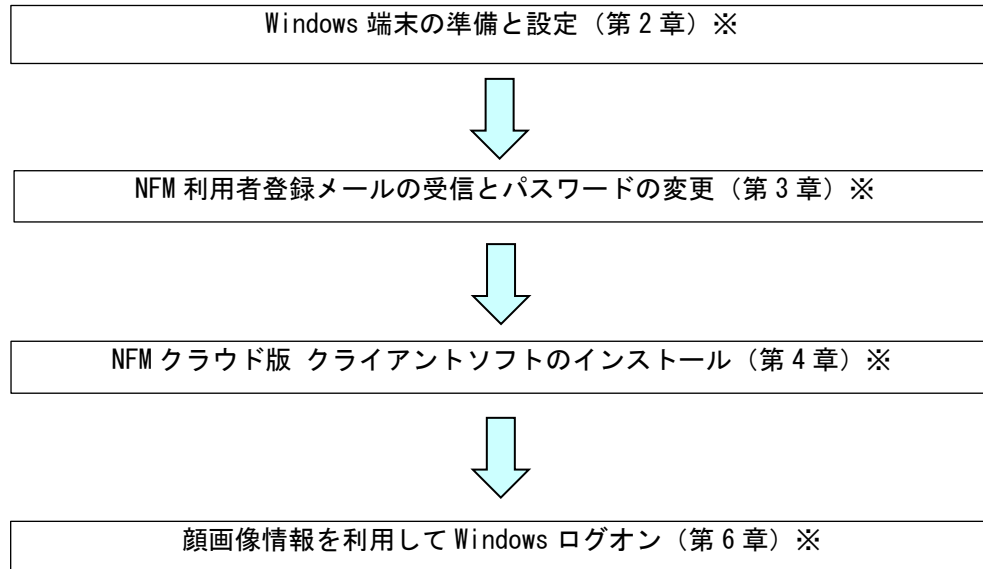 Windows 端末の準備と設定（第２章）※
NFM 利用者登録メールの受信とパスワードの変更（第３章）※
NFM クラウド版 クライアントソフトのインストール（第４章）※
顔画像情報を利用して Windows ログオン（第６章）※